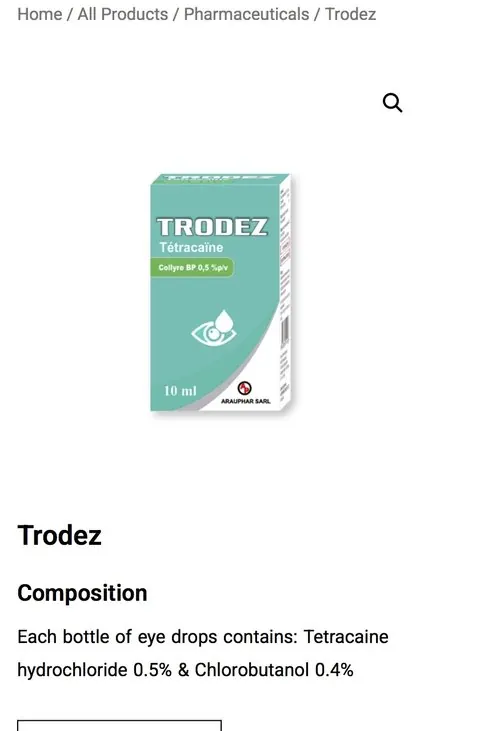 Home / All Products / Pharmaceuticals / Trodez
TRODEZ
Tétracaïne
Collyre BP 0,5 %p/v
10 ml
ARAUPHAR SARL
Trodez
Composition
Each bottle of eye drops contains: Tetracaine
hydrochloride 0.5% & Chlorobutanol 0.4%